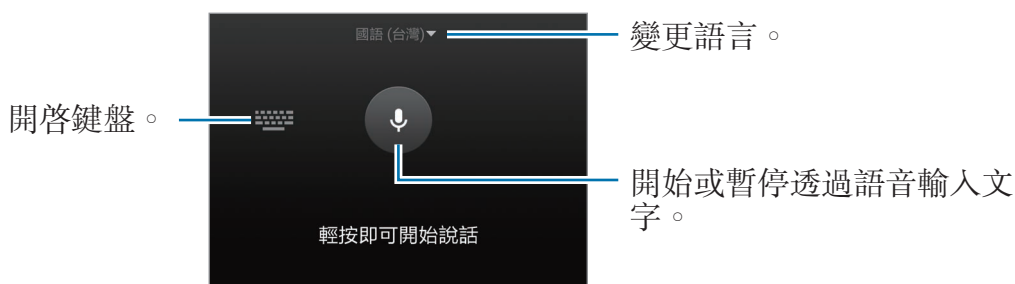 國語 (台灣)
變更語言。
開啓鍵盤。
開始或暫停透過語音輸入文
字。
輕按即可開始說話